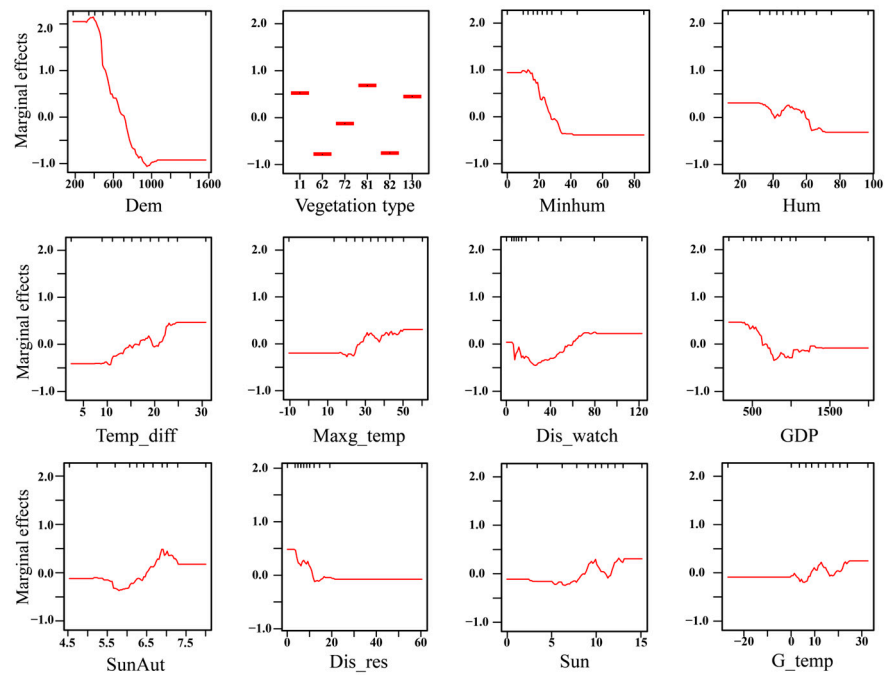 Marginal effects
2.0
1.0
0.0
−1.0
200 600 1000 1600
Dem
2.0
1.0
0.0
−1.0
11 62 72 81 82 130
Vegetation type
2.0
1.0
0.0
−1.0
0 20 40 60 80
Minhum
2.0
1.0
0.0
−1.0
20 40 60 80 100
Hum
Marginal effects
2.0
1.0
0.0
−1.0
5 10 20 30
Temp_diff
2.0
1.0
0.0
−1.0
-10 0 10 30 50
Maxg_temp
2.0
1.0
0.0
−1.0
0 40 80 120
Dis_watch
2.0
1.0
0.0
−1.0
500 1500
GDP
Marginal effects
2.0
1.0
0.0
−1.0
4.5 5.5 6.5 7.5
SunAut
2.0
1.0
0.0
−1.0
0 20 40 60
Dis_res
2.0
1.0
0.0
−1.0
0 5 10 15
Sun
2.0
1.0
0.0
−1.0
−20 0 10 30
G_temp